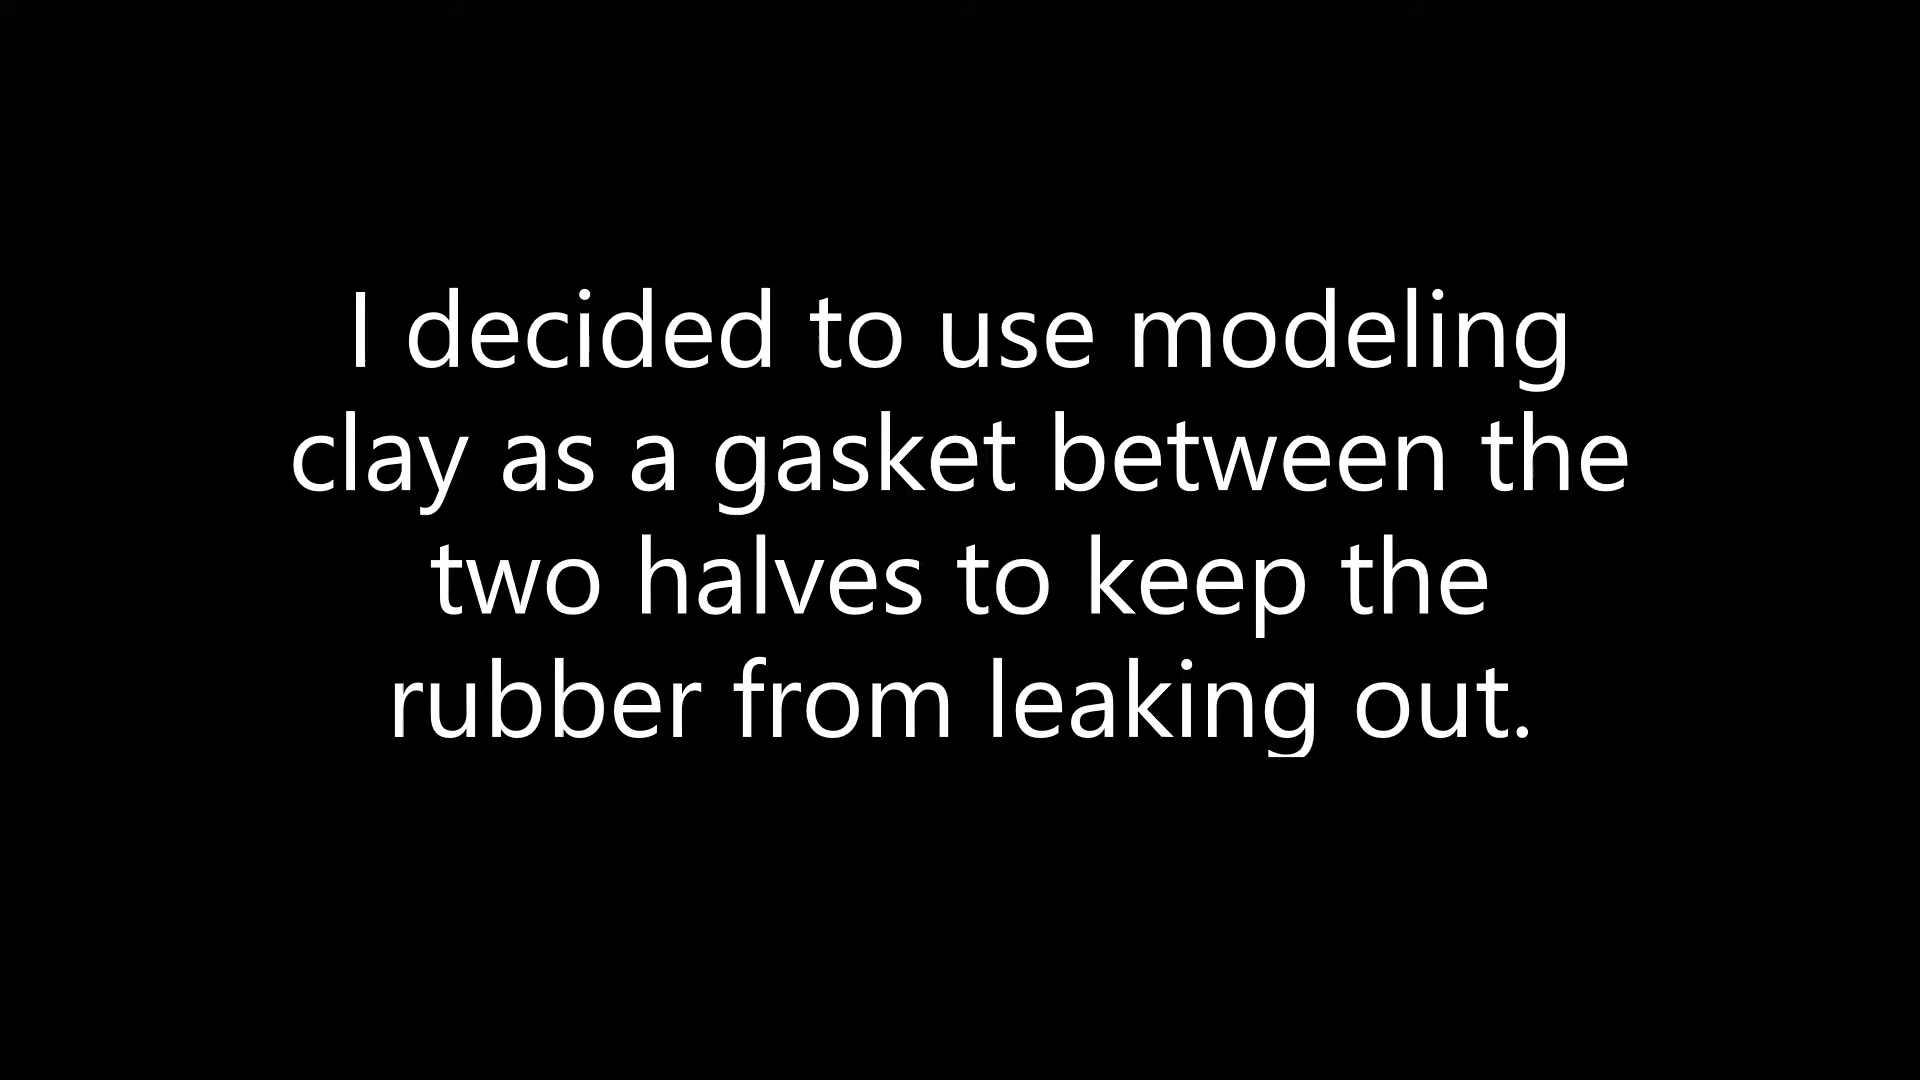 I decided to use modeling
clay as a gasket between the
two halves to keep the
rubber from leaking out.